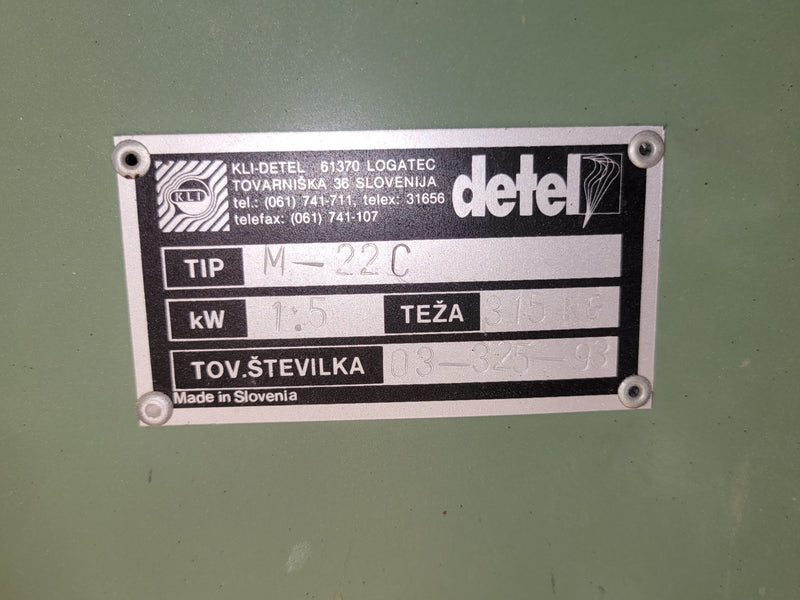 KLI
KLI-DETEL 61370 LOGATEC
TOVARNIŠKA 36 SLOVENIJA
tel.: (061) 741-711, telex: 31656
telefax: (061) 741-107
detel
TIP M-22C
kW 1.5 TEŽA 315 KG
TOV.ŠTEVILKA 03-325-93
Made in Slovenia